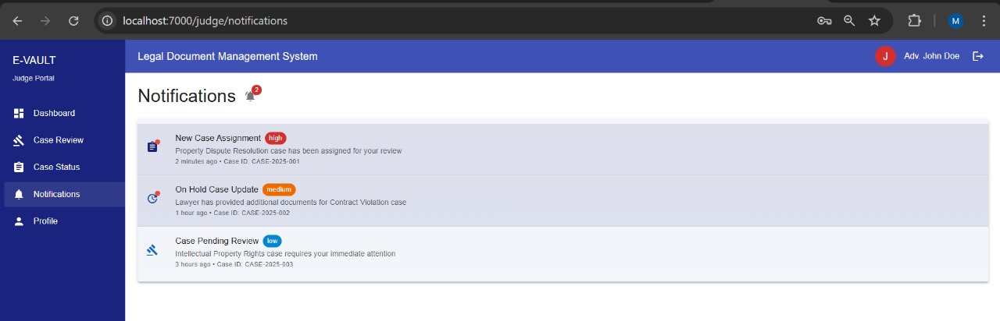 localhost:7000/judge/notifications
M
E-VAULT
Judge Portal
Dashboard
Case Review
Case Status
Notifications
Profile
Legal Document Management System
J
Adv. John Doe
Notifications
2
New Case Assignment high
Property Dispute Resolution case has been assigned for your review
2 minutes ago • Case ID: CASE-2025-001
On Hold Case Update medium
Lawyer has provided additional documents for Contract Violation case
1 hour ago • Case ID: CASE-2025-002
Case Pending Review low
Intellectual Property Rights case requires your immediate attention
3 hours ago • Case ID: CASE-2025-003